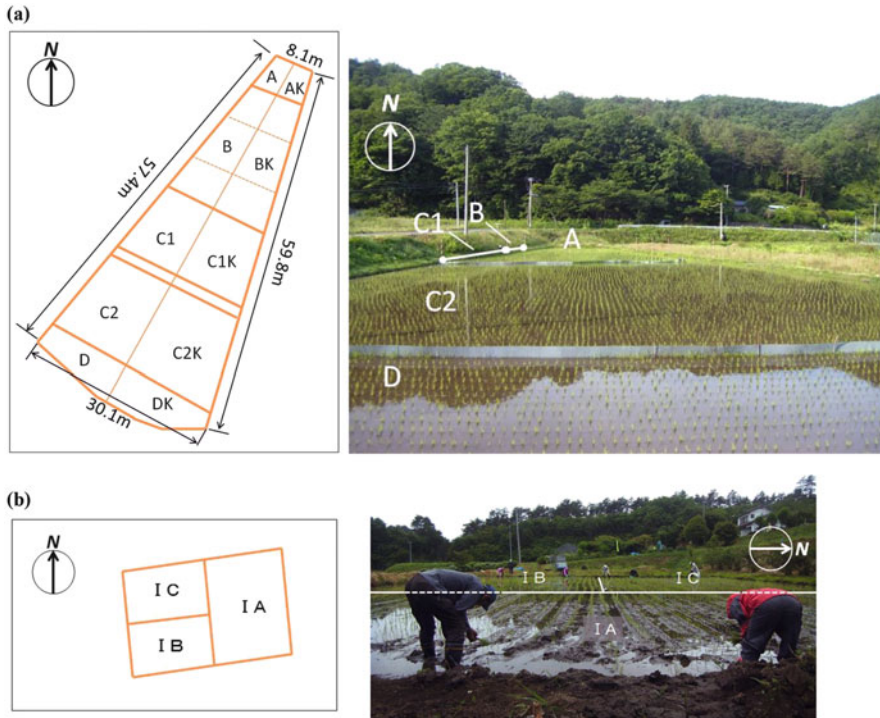 (a)
N
8.1m
A
AK
B
BK
57.4m
59.8m
C1
C1K
C2
C2K
D
DK
30.1m
N
C1
B
A
C2
D
(b)
N
I C
I A
I B
N
I B
I C
I A